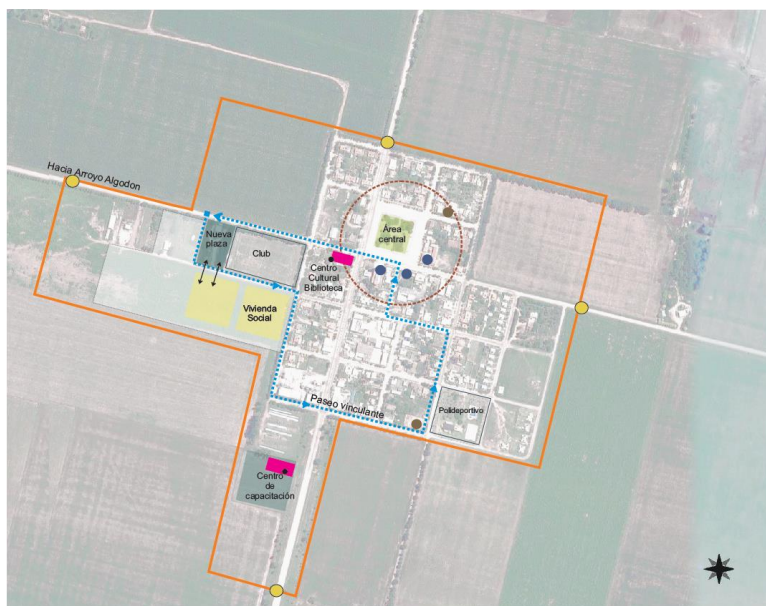 Hacia Arroyo Algodon
Nueva
plaza
Club
Área
central
Centro
Cultural
Biblioteca
Vivienda
Social
Paseo vinculante
Polideportivo
Centro
de
capacitación